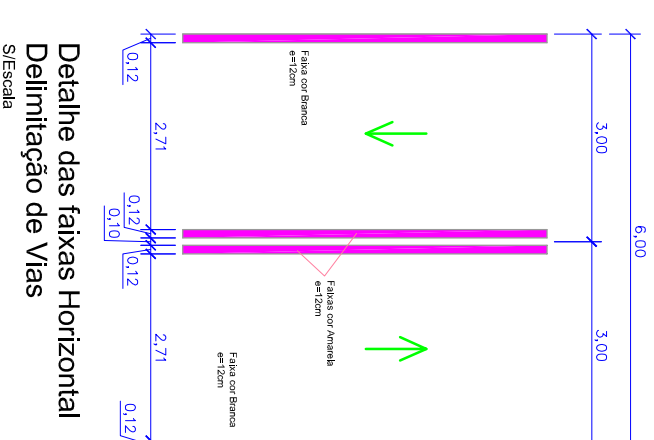 6,00
3,00
3,00
Faixa cor Branca
e=12cm
Faixas cor Amarela
e=12cm
Faixa cor Branca
e=12cm
0,12
2,71
0,12
0,10
0,12
2,71
0,12
Detalhe das faixas Horizontal
Delimitação de Vias
S/Escala